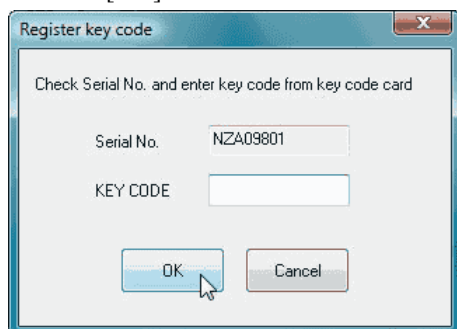 Register key code
Check Serial No. and enter key code from key code card
Serial No. NZA09801
KEY CODE
OK Cancel